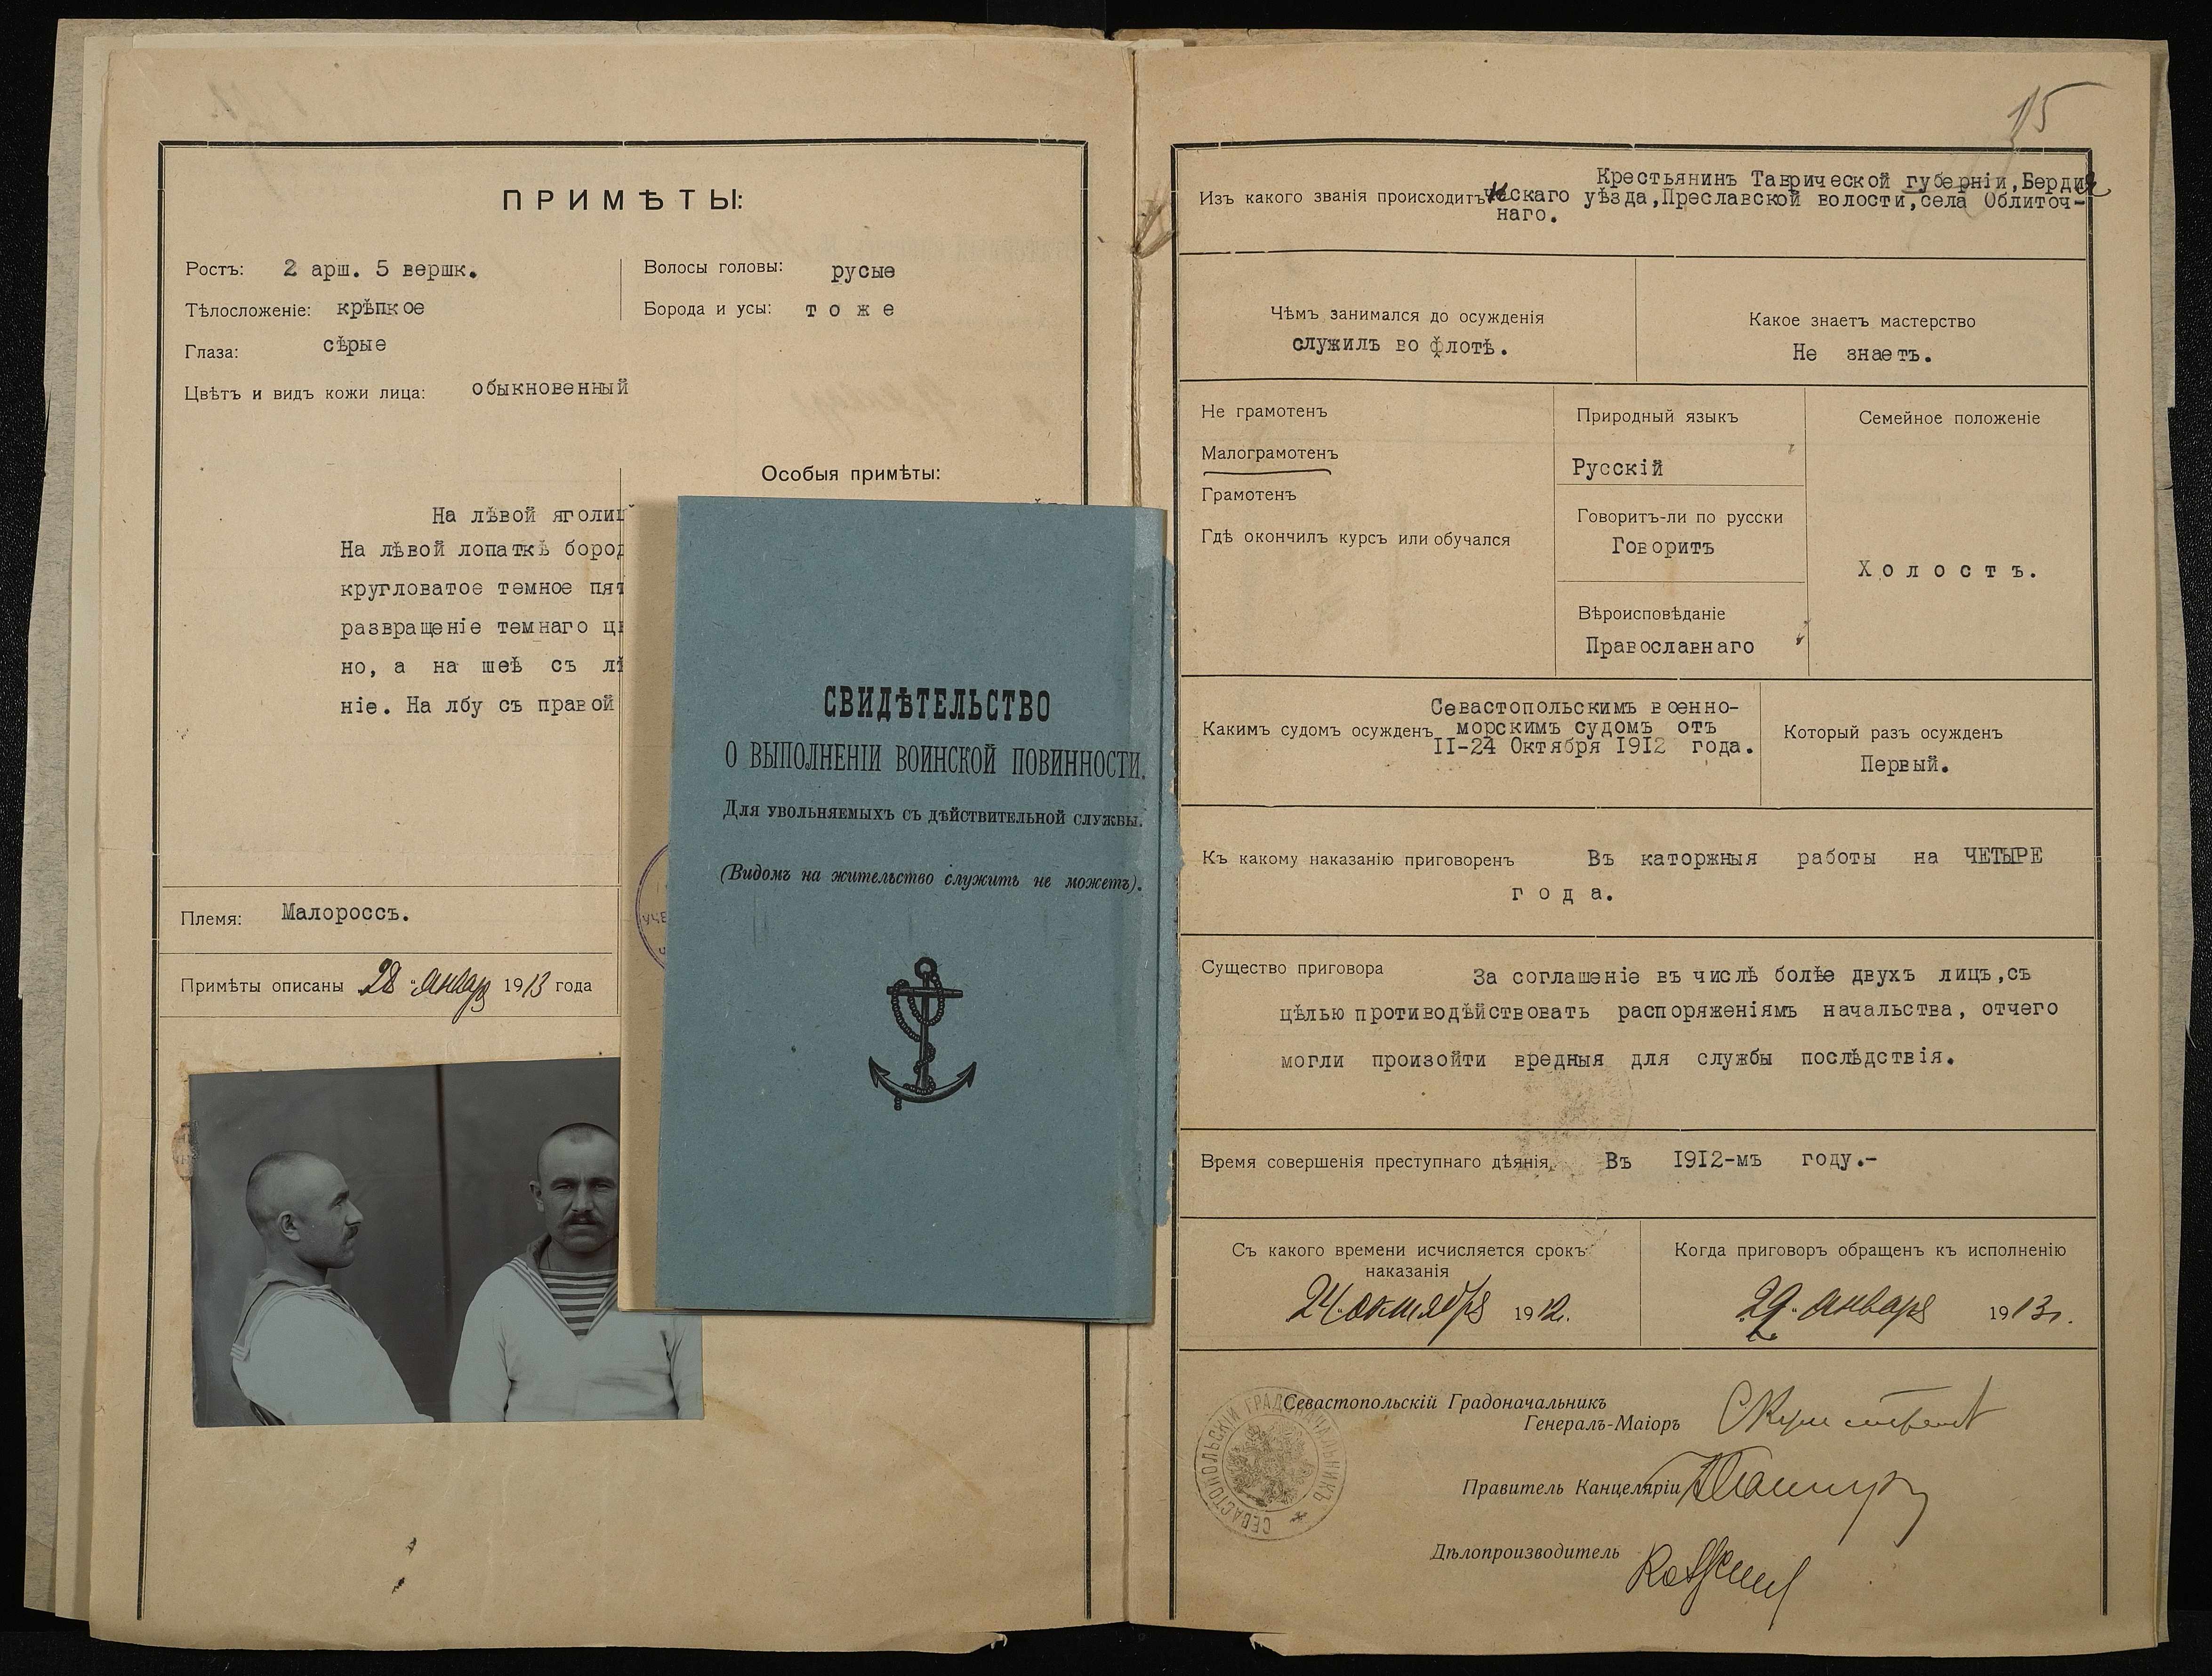 15
ПРИМѢТЫ:
Ростъ: 2 арш. 5 вершк.
Тѣлосложеніе: крѣпкое
Глаза: сѣрые
Цвѣтъ и видъ кожи лица: обыкновенный
Волосы головы: русые
Борода и усы: тоже
Особыя примѣты:
На лѣвой яголиц
На лѣвой лопаткѣ бород
кругловатое темное пят
развращеніе темнаго ц
но, а на шеѣ съ лѣ
ніе. На лбу съ правой
Племя: Малороссъ.
Примѣты описаны 28 январ 1913 года
СВИДѢТЕЛЬСТВО
О ВЫПОЛНЕНІИ ВОИНСКОЙ ПОВИННОСТИ.
Для увольняемыхъ съ дѣйствительной службы.
(Видомъ на жительство служить не можетъ).
Изъ какого званія происходитъ Крестьянинъ Таврической губерніи, Бердян
скаго уѣзда, Преславской волости, села Облиточ-
наго.
Чѣмъ занимался до осужденія
служилъ во флотѣ.
Какое знаетъ мастерство
Не знаетъ.
Не грамотенъ
Малограмотенъ
Грамотенъ
Гдѣ окончилъ курсъ или обучался
Природный языкъ
Русскій
Говоритъ-ли по русски
Говоритъ
Вѣроисповѣданіе
Православнаго
Семейное положеніе
Холостъ.
Какимъ судомъ осужденъ Севастопольскимъ военно-
морскимъ судомъ отъ
II-24 Октября I9I2 года.
Который разъ осужденъ
Первый.
Къ какому наказанію приговоренъ Въ каторжныя работы на ЧЕТЫРЕ
года.
Существо приговора За соглашеніе въ числѣ болѣе двухъ лицъ, съ
цѣлью противодѣйствовать распоряженіямъ начальства, отчего
могли произойти вредныя для службы послѣдствія.
Время совершенія преступнаго дѣянія. Въ I9I2-мъ году.-
Съ какого времени исчисляется срокъ
наказанія
24 октября 1912.
Когда приговоръ обращенъ къ исполненію
29 января 1913г.
Севастопольскій Градоначальникъ
Генералъ-Маіоръ
Правитель Канцеляріи
Дѣлопроизводитель
СЕВАСТОПОЛЬСКІЙ ГРАДОНАЧАЛЬНИКЪ